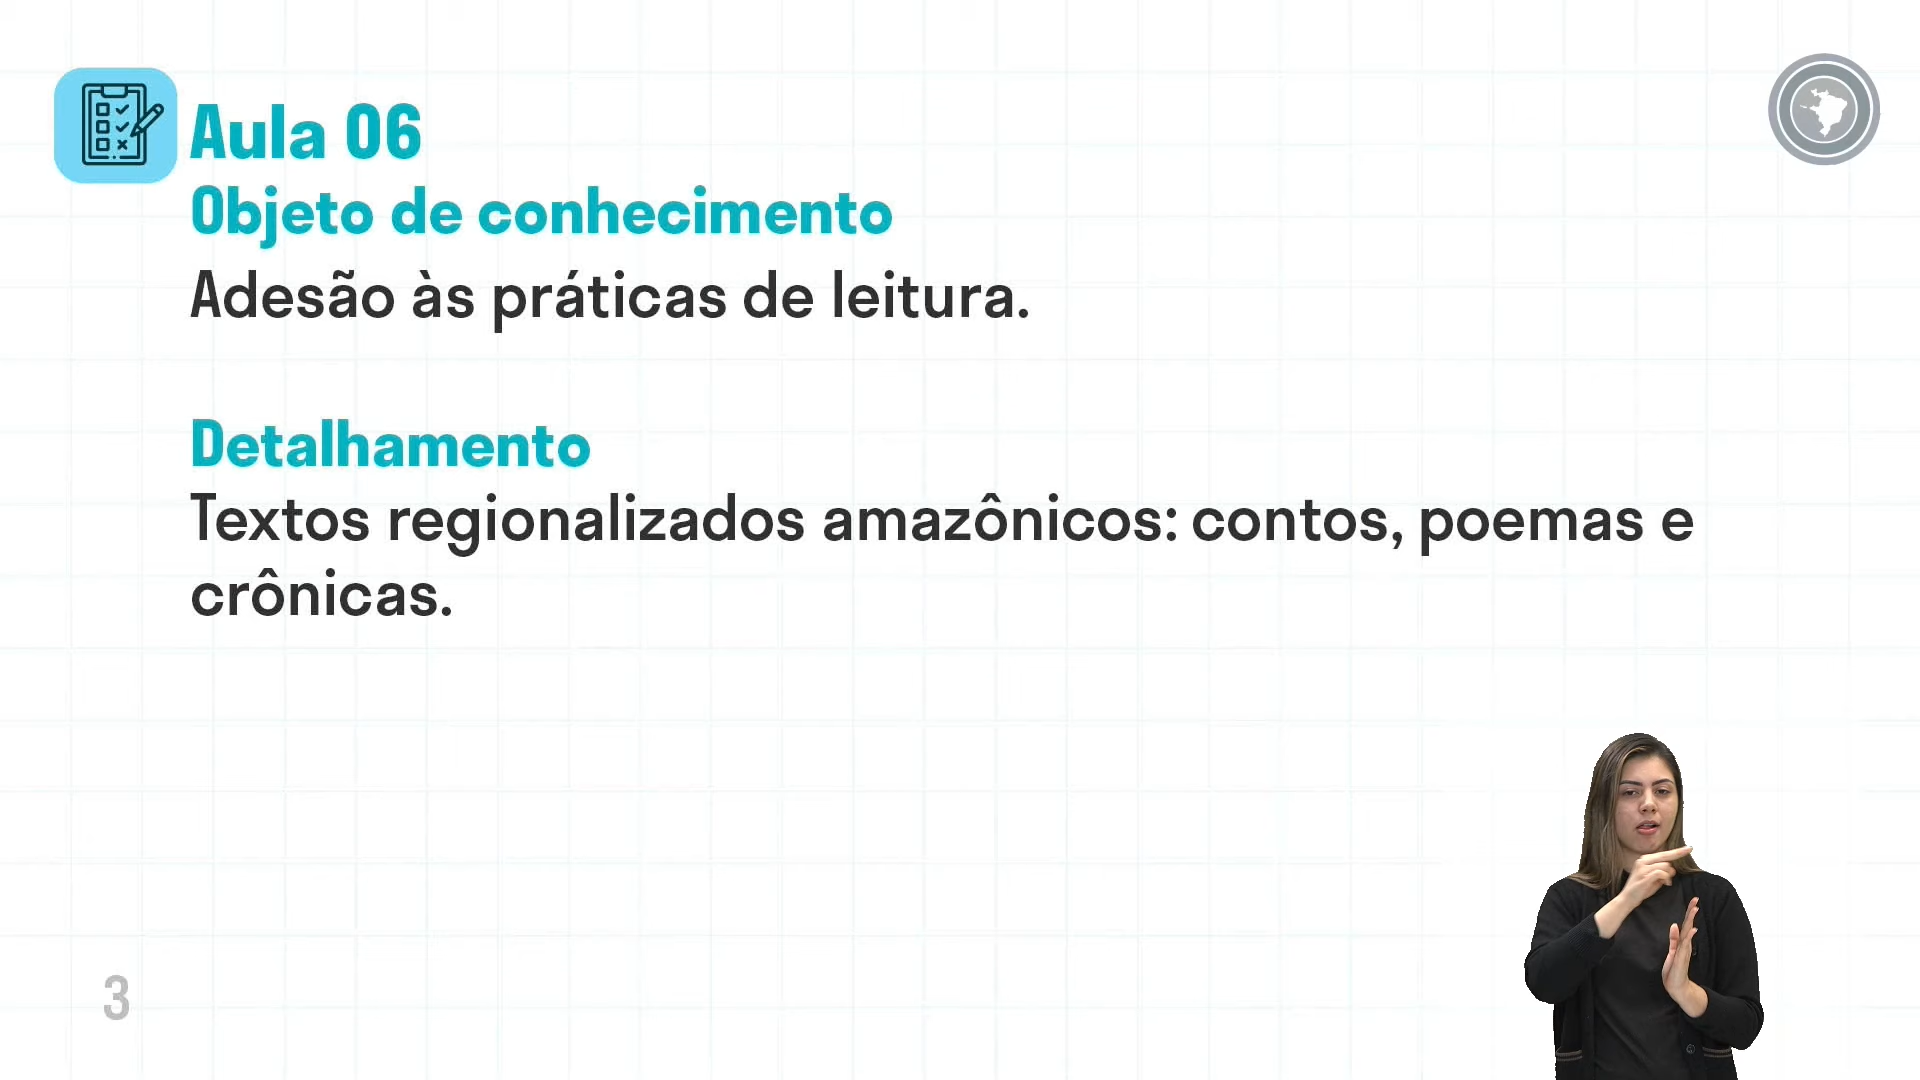 Aula 06
Objeto de conhecimento
Adesão às práticas de leitura.
Detalhamento
Textos regionalizados amazônicos: contos, poemas e
crônicas.
3